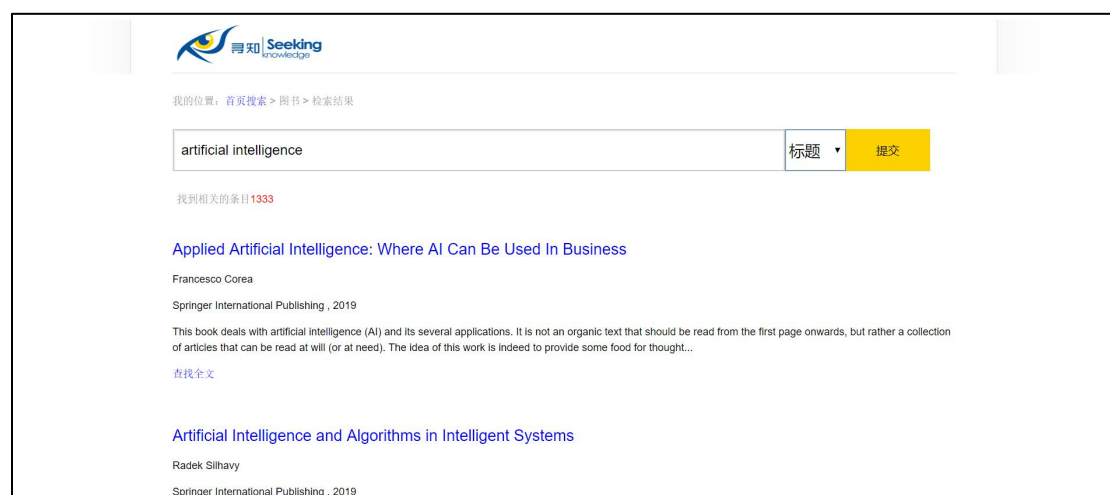 寻知 Seeking
knowledge
我的位置：首页搜索 > 图书 > 检索结果
artificial intelligence 标题 提交
找到相关的条目1333
Applied Artificial Intelligence: Where AI Can Be Used In Business
Francesco Corea
Springer International Publishing , 2019
This book deals with artificial intelligence (AI) and its several applications. It is not an organic text that should be read from the first page onwards, but rather a collection
of articles that can be read at will (or at need). The idea of this work is indeed to provide some food for thought...
查找全文
Artificial Intelligence and Algorithms in Intelligent Systems
Radek Silhavy
Springer International Publishing , 2019